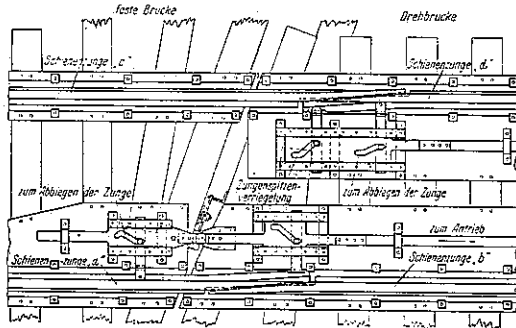 feste Brücke
Drehbrücke
Schienenzunge „c“
Schienenzunge „d“
zum Abbiegen der Zunge
Zungenspitzen-
verriegelung
zum Abbiegen der Zunge
zum Antrieb
Schienenzunge „a“
Schienenzunge „b“